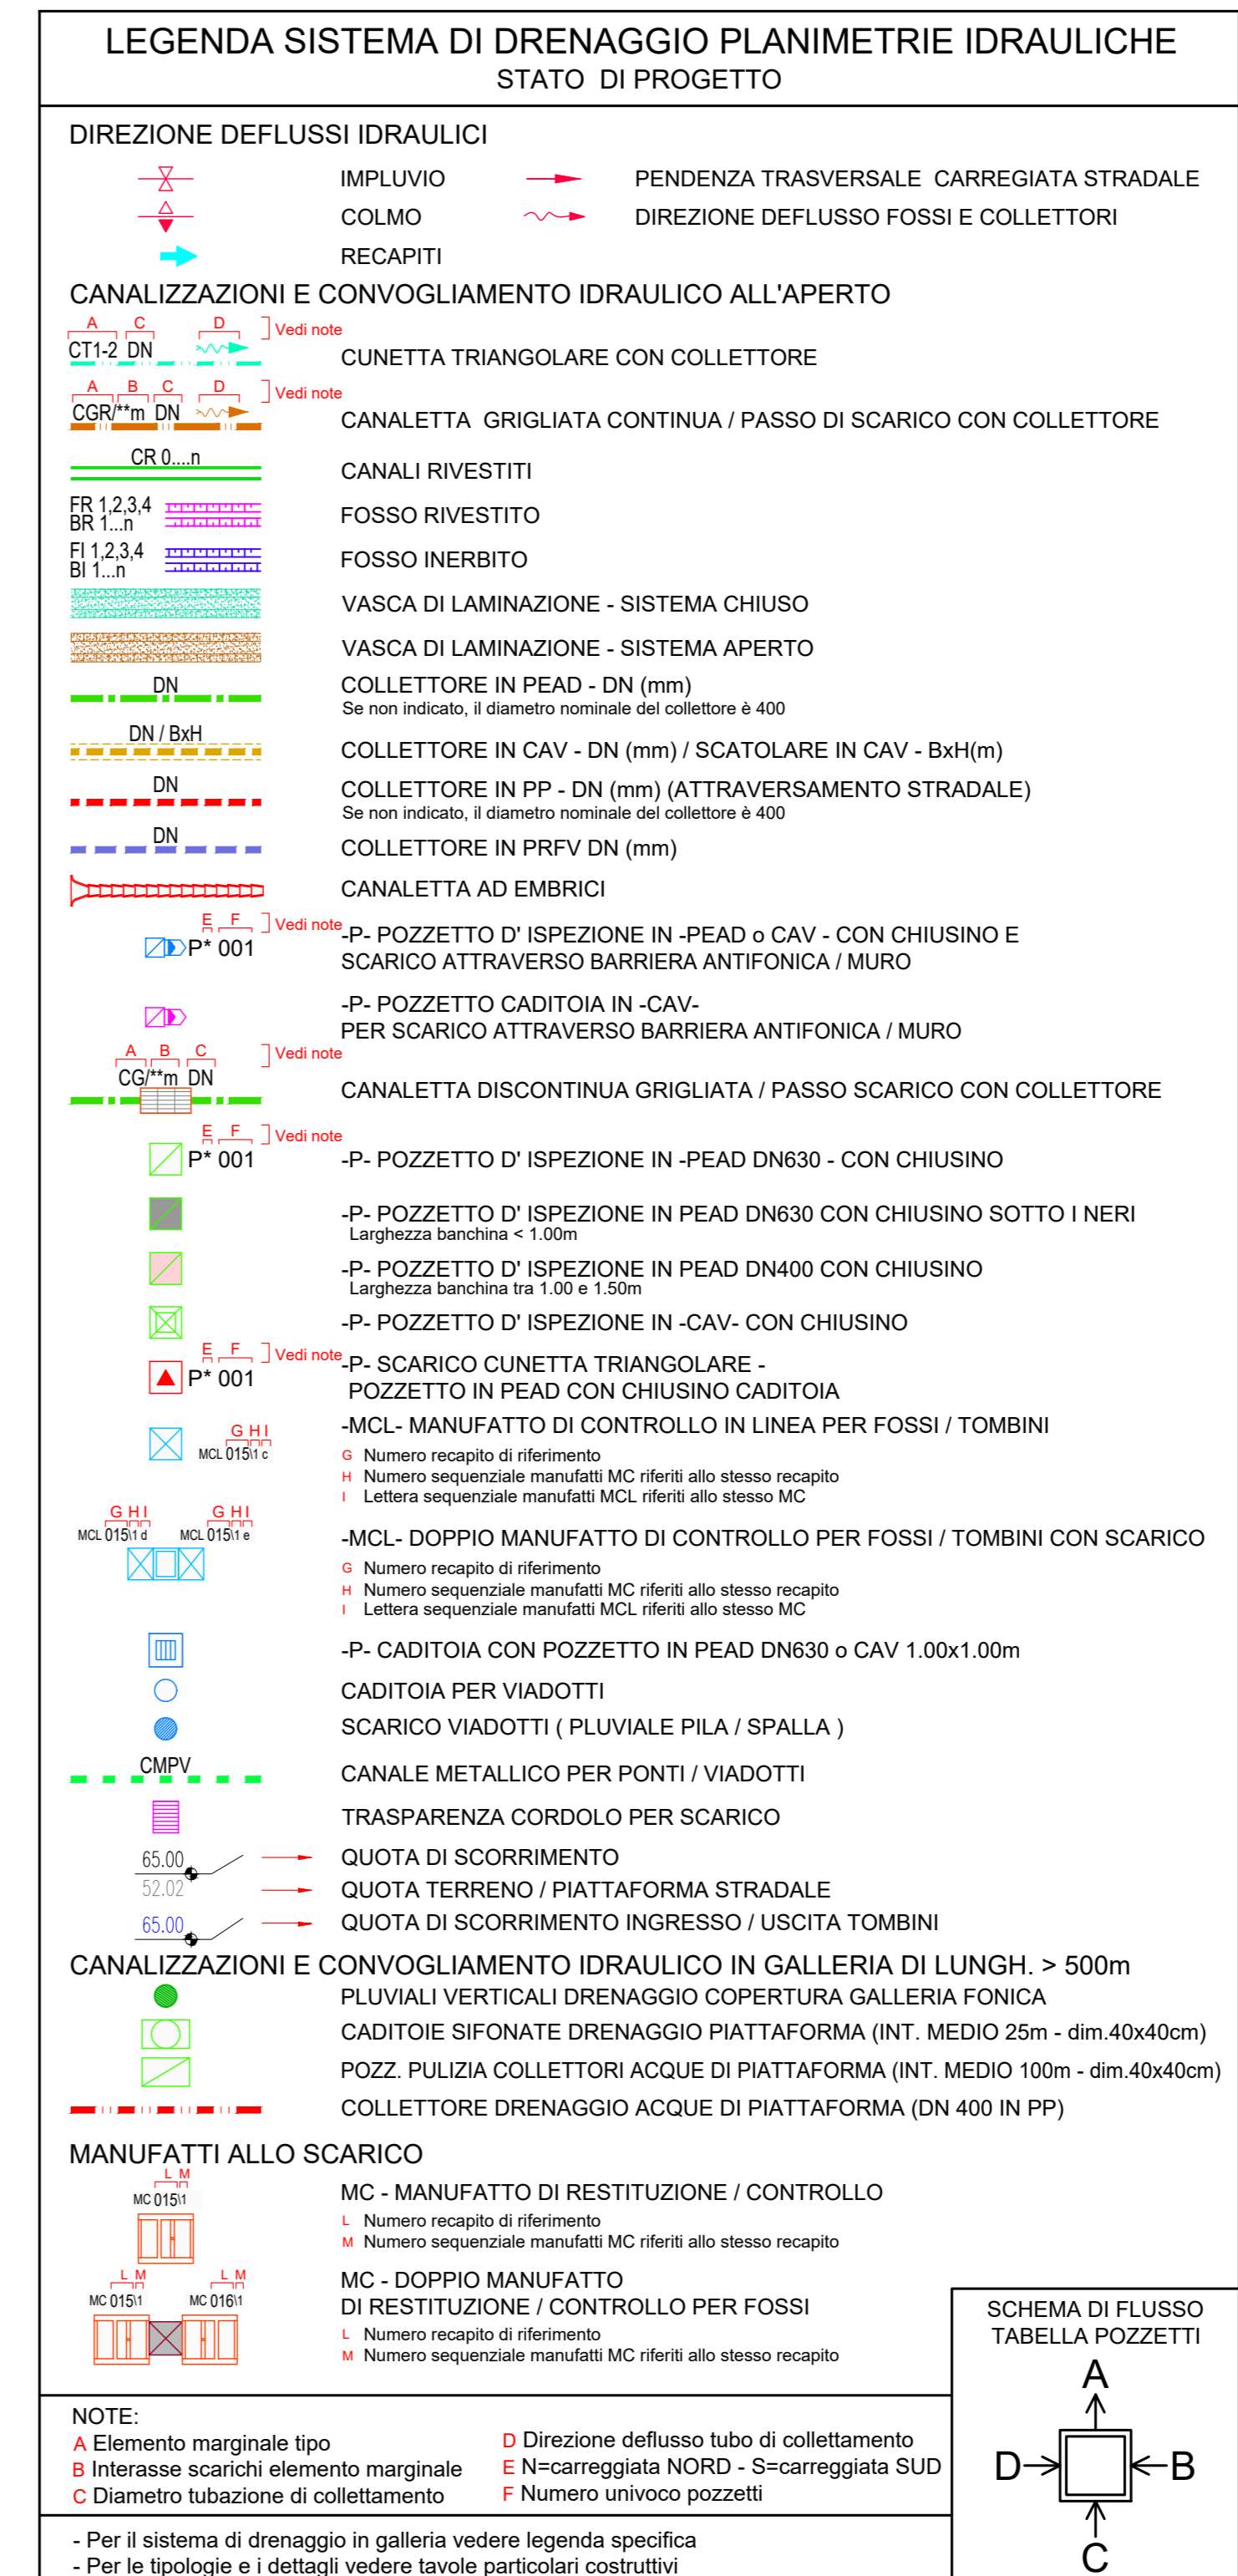 LEGENDA SISTEMA DI DRENAGGIO PLANIMETRIE IDRAULICHE
STATO DI PROGETTO
DIREZIONE DEFLUSSI IDRAULICI
IMPLUVIO
PENDENZA TRASVERSALE CARREGIATA STRADALE
COLMO
DIREZIONE DEFLUSSO FOSSI E COLLETTORI
RECAPITI
CANALIZZAZIONI E CONVOGLIAMENTO IDRAULICO ALL'APERTO
A C D Vedi note
CT1-2 DN
CUNETTA TRIANGOLARE CON COLLETTORE
A B C D Vedi note
CGR/**m DN
CANALETTA GRIGLIATA CONTINUA / PASSO DI SCARICO CON COLLETTORE
CR 0....n
CANALI RIVESTITI
FR 1,2,3,4
BR 1...n
FOSSO RIVESTITO
FI 1,2,3,4
BI 1...n
FOSSO INERBITO
VASCA DI LAMINAZIONE - SISTEMA CHIUSO
VASCA DI LAMINAZIONE - SISTEMA APERTO
DN
COLLETTORE IN PEAD - DN (mm)
Se non indicato, il diametro nominale del collettore è 400
DN / BxH
COLLETTORE IN CAV - DN (mm) / SCATOLARE IN CAV - BxH(m)
DN
COLLETTORE IN PP - DN (mm) (ATTRAVERSAMENTO STRADALE)
Se non indicato, il diametro nominale del collettore è 400
DN
COLLETTORE IN PRFV DN (mm)
CANALETTA AD EMBRICI
E F Vedi note
P* 001
-P- POZZETTO D' ISPEZIONE IN -PEAD o CAV - CON CHIUSINO E
SCARICO ATTRAVERSO BARRIERA ANTIFONICA / MURO
-P- POZZETTO CADITOIA IN -CAV-
PER SCARICO ATTRAVERSO BARRIERA ANTIFONICA / MURO
A B C Vedi note
CG/**m DN
CANALETTA DISCONTINUA GRIGLIATA / PASSO SCARICO CON COLLETTORE
E F Vedi note
P* 001
-P- POZZETTO D' ISPEZIONE IN -PEAD DN630 - CON CHIUSINO
-P- POZZETTO D' ISPEZIONE IN PEAD DN630 CON CHIUSINO SOTTO I NERI
Larghezza banchina < 1.00m
-P- POZZETTO D' ISPEZIONE IN PEAD DN400 CON CHIUSINO
Larghezza banchina tra 1.00 e 1.50m
-P- POZZETTO D' ISPEZIONE IN -CAV- CON CHIUSINO
E F Vedi note
P* 001
-P- SCARICO CUNETTA TRIANGOLARE -
POZZETTO IN PEAD CON CHIUSINO CADITOIA
G H I
MCL 015\1 c
-MCL- MANUFATTO DI CONTROLLO IN LINEA PER FOSSI / TOMBINI
G Numero recapito di riferimento
H Numero sequenziale manufatti MC riferiti allo stesso recapito
I Lettera sequenziale manufatti MCL riferiti allo stesso MC
G H I G H I
MCL 015\1 d MCL 015\1 e
-MCL- DOPPIO MANUFATTO DI CONTROLLO PER FOSSI / TOMBINI CON SCARICO
G Numero recapito di riferimento
H Numero sequenziale manufatti MC riferiti allo stesso recapito
I Lettera sequenziale manufatti MCL riferiti allo stesso MC
-P- CADITOIA CON POZZETTO IN PEAD DN630 o CAV 1.00x1.00m
CADITOIA PER VIADOTTI
SCARICO VIADOTTI ( PLUVIALE PILA / SPALLA )
CMPV
CANALE METALLICO PER PONTI / VIADOTTI
TRASPARENZA CORDOLO PER SCARICO
65.00
QUOTA DI SCORRIMENTO
52.02
QUOTA TERRENO / PIATTAFORMA STRADALE
65.00
QUOTA DI SCORRIMENTO INGRESSO / USCITA TOMBINI
CANALIZZAZIONI E CONVOGLIAMENTO IDRAULICO IN GALLERIA DI LUNGH. > 500m
PLUVIALI VERTICALI DRENAGGIO COPERTURA GALLERIA FONICA
CADITOIE SIFONATE DRENAGGIO PIATTAFORMA (INT. MEDIO 25m - dim.40x40cm)
POZZ. PULIZIA COLLETTORI ACQUE DI PIATTAFORMA (INT. MEDIO 100m - dim.40x40cm)
COLLETTORE DRENAGGIO ACQUE DI PIATTAFORMA (DN 400 IN PP)
MANUFATTI ALLO SCARICO
L M
MC 015\1
MC - MANUFATTO DI RESTITUZIONE / CONTROLLO
L Numero recapito di riferimento
M Numero sequenziale manufatti MC riferiti allo stesso recapito
L M L M
MC 015\1 MC 016\1
MC - DOPPIO MANUFATTO
DI RESTITUZIONE / CONTROLLO PER FOSSI
L Numero recapito di riferimento
M Numero sequenziale manufatti MC riferiti allo stesso recapito
NOTE:
A Elemento marginale tipo
B Interasse scarichi elemento marginale
C Diametro tubazione di collettamento
D Direzione deflusso tubo di collettamento
E N=carreggiata NORD - S=carreggiata SUD
F Numero univoco pozzetti
- Per il sistema di drenaggio in galleria vedere legenda specifica
- Per le tipologie e i dettagli vedere tavole particolari costruttivi
SCHEMA DI FLUSSO
TABELLA POZZETTI
A
D B
C